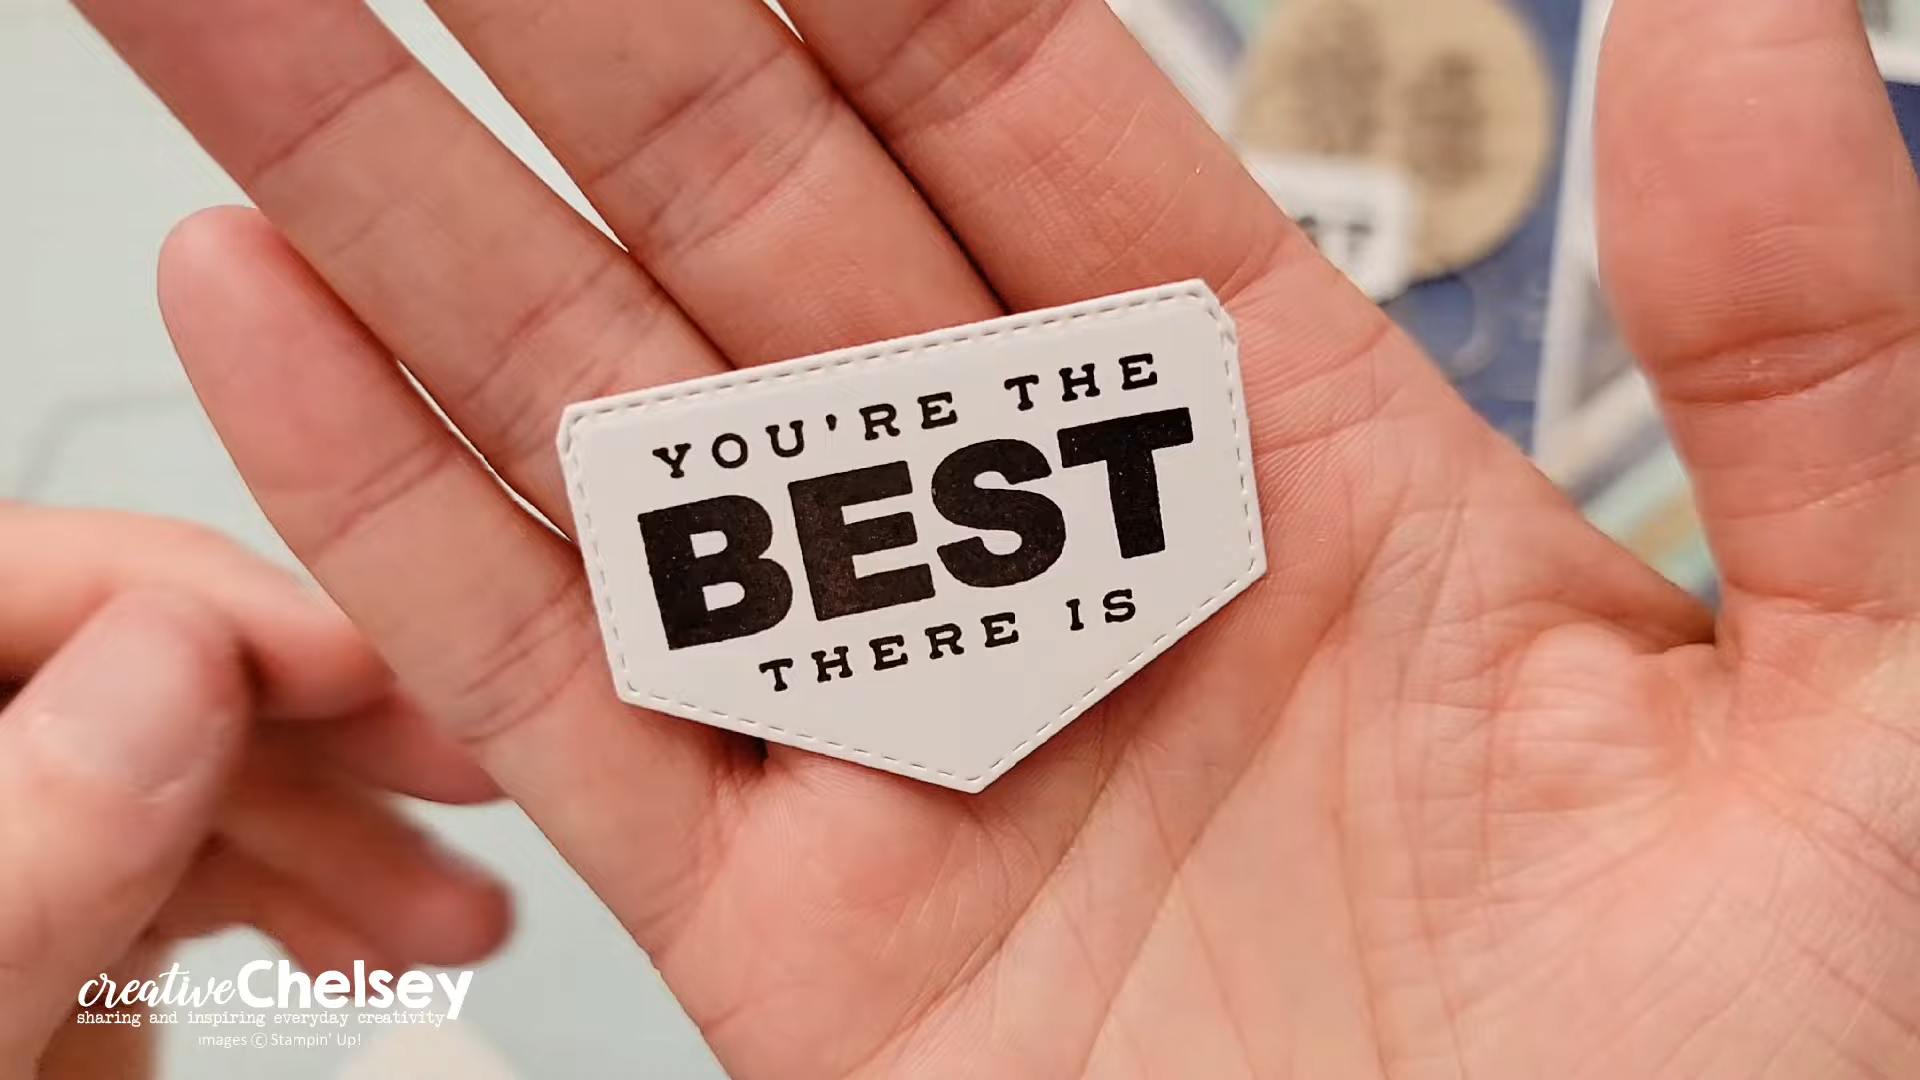 YOU'RE THE
BEST
THERE IS
creativeChelsey
sharing and inspiring everyday creativity
images © Stampin' Up!